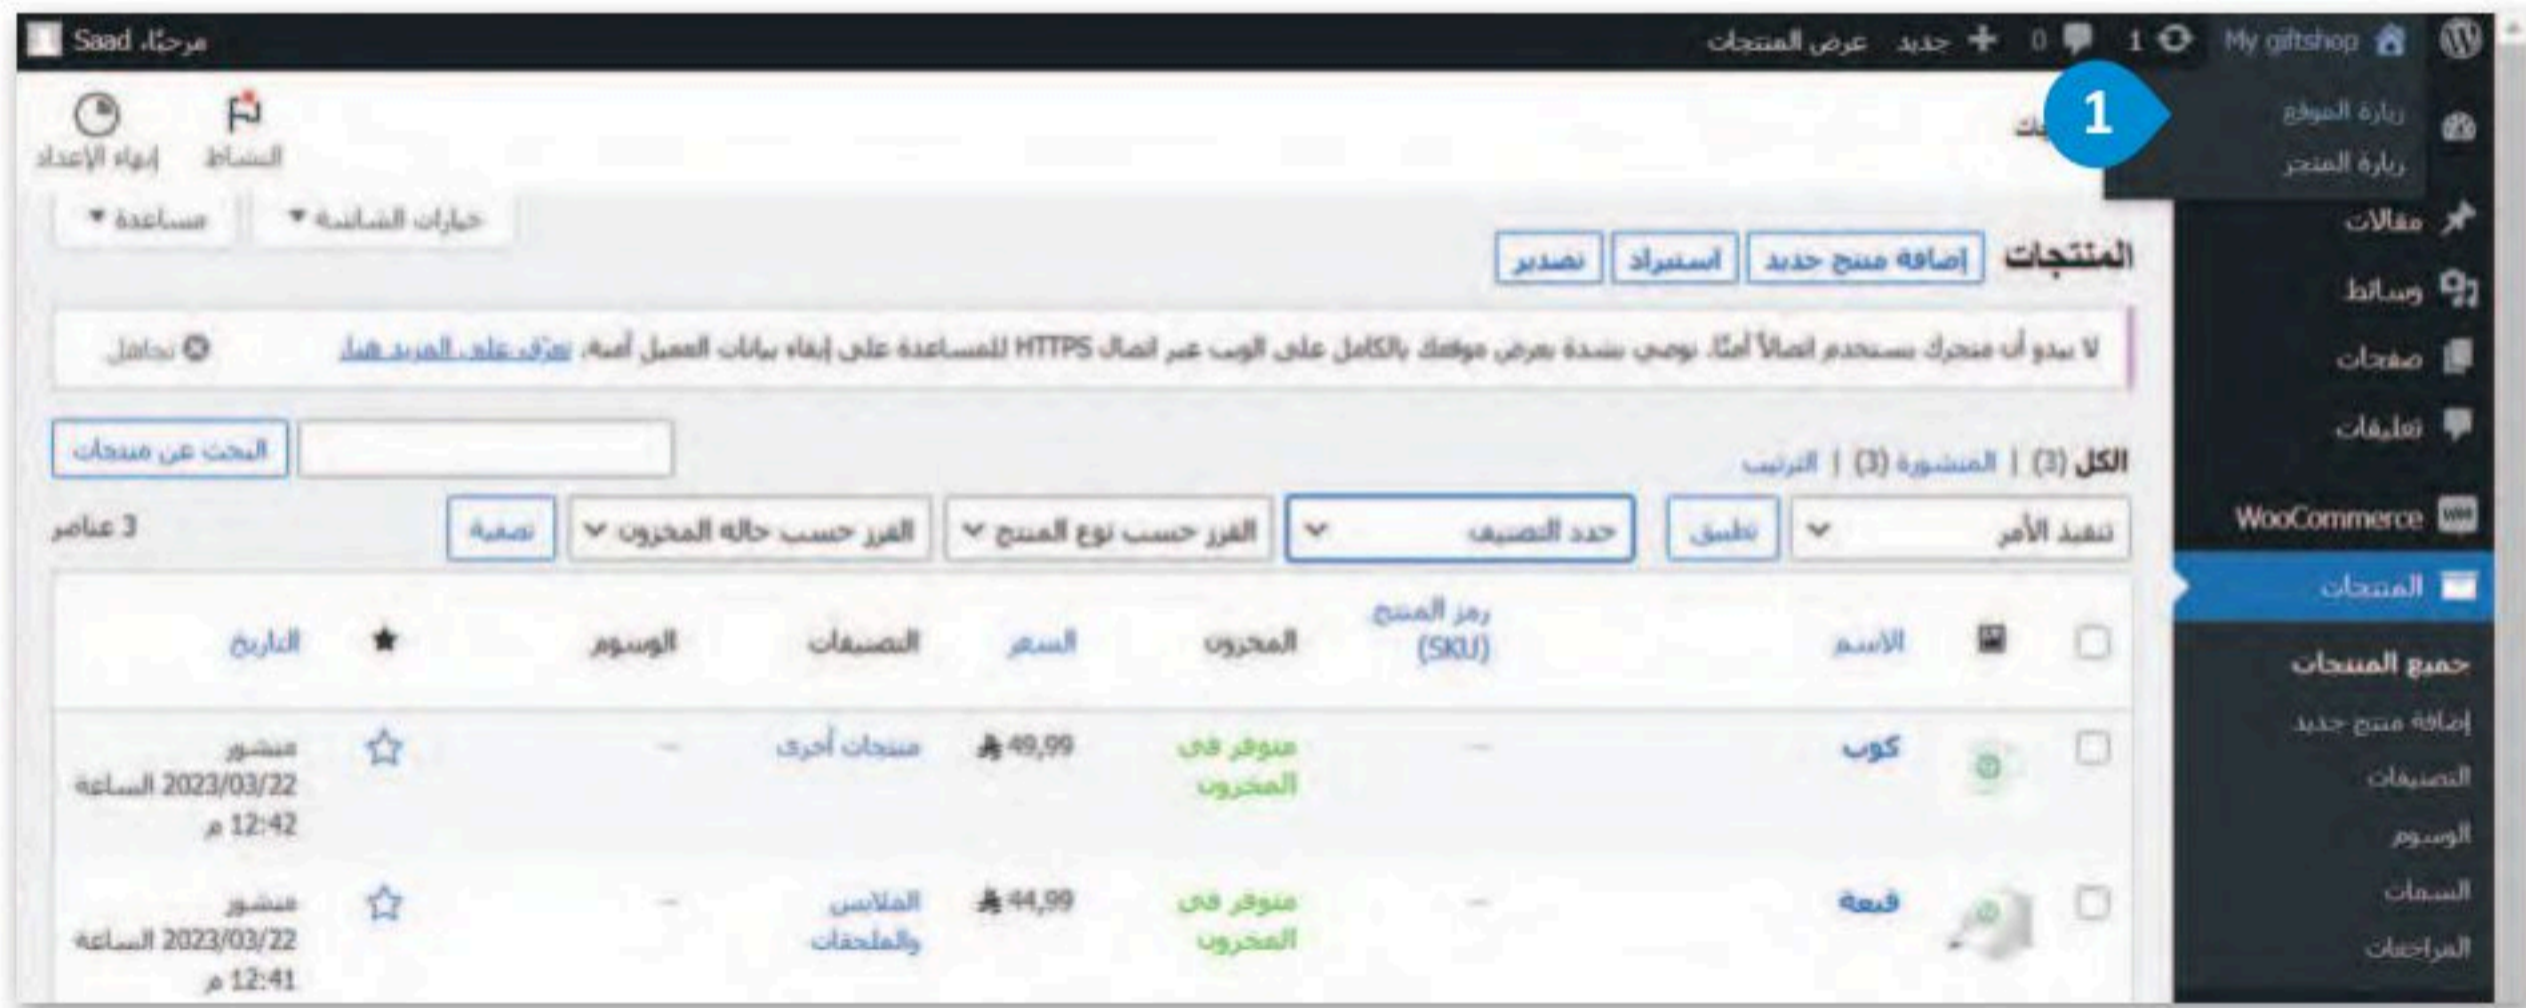 My giftshop
1
0
جديد
عرض المنتجات
مرحبًا، Saad
زيارة الموقع
زيارة المتجر
1
النشاط
إنهاء الإعداد
خيارات الشاشة
مساعدة
مقالات
وسائط
صفحات
تعليقات
WooCommerce
المنتجات
جميع المنتجات
إضافة منتج جديد
التصنيفات
الوسوم
السمات
المراجعات
المنتجات إضافة منتج جديد استيراد تصدير
لا يبدو أن متجرك يستخدم اتصالاً آمنًا. نوصي بشدة بعرض موقعك بالكامل على الويب عبر اتصال HTTPS للمساعدة على إبقاء بيانات العميل آمنة. تعرّف على المزيد هنا.
تجاهل
الكل (3) | المنشورة (3) | الترتيب
البحث عن منتجات
تنفيذ الأمر تطبيق حدد التصنيف الفرز حسب نوع المنتج الفرز حسب حالة المخزون تصفية 3 عناصر
الاسم رمز المنتج (SKU) المخزون السعر التصنيفات الوسوم التاريخ
كوب — متوفر في المخزون 49,99 منتجات أخرى — منشور
2023/03/22 الساعة
12:42 م
قبعة — متوفر في المخزون 44,99 الملابس والملحقات — منشور
2023/03/22 الساعة
12:41 م